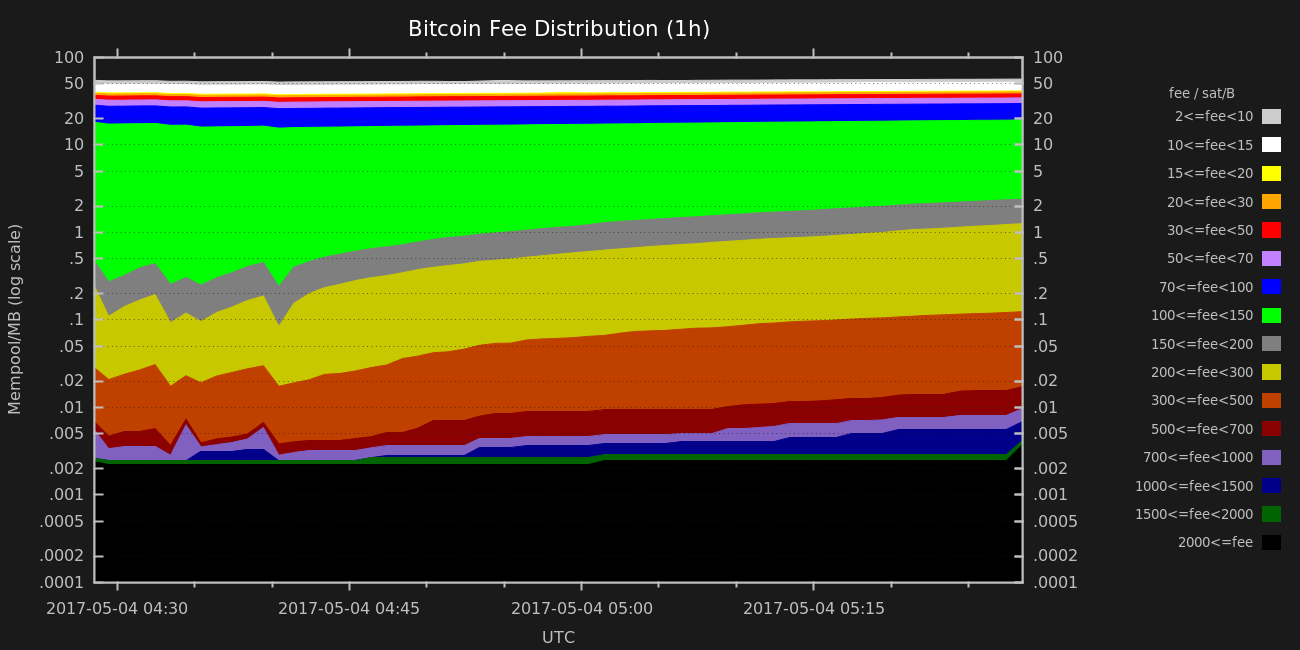 Bitcoin Fee Distribution (1h)
Mempool/MB (log scale)
100
50
20
10
5
2
1
.5
.2
.1
.05
.02
.01
.005
.002
.001
.0005
.0002
.0001
100
50
20
10
5
2
1
.5
.2
.1
.05
.02
.01
.005
.002
.001
.0005
.0002
.0001
2017-05-04 04:30
2017-05-04 04:45
2017-05-04 05:00
2017-05-04 05:15
UTC
fee / sat/B
2<=fee<10
10<=fee<15
15<=fee<20
20<=fee<30
30<=fee<50
50<=fee<70
70<=fee<100
100<=fee<150
150<=fee<200
200<=fee<300
300<=fee<500
500<=fee<700
700<=fee<1000
1000<=fee<1500
1500<=fee<2000
2000<=fee